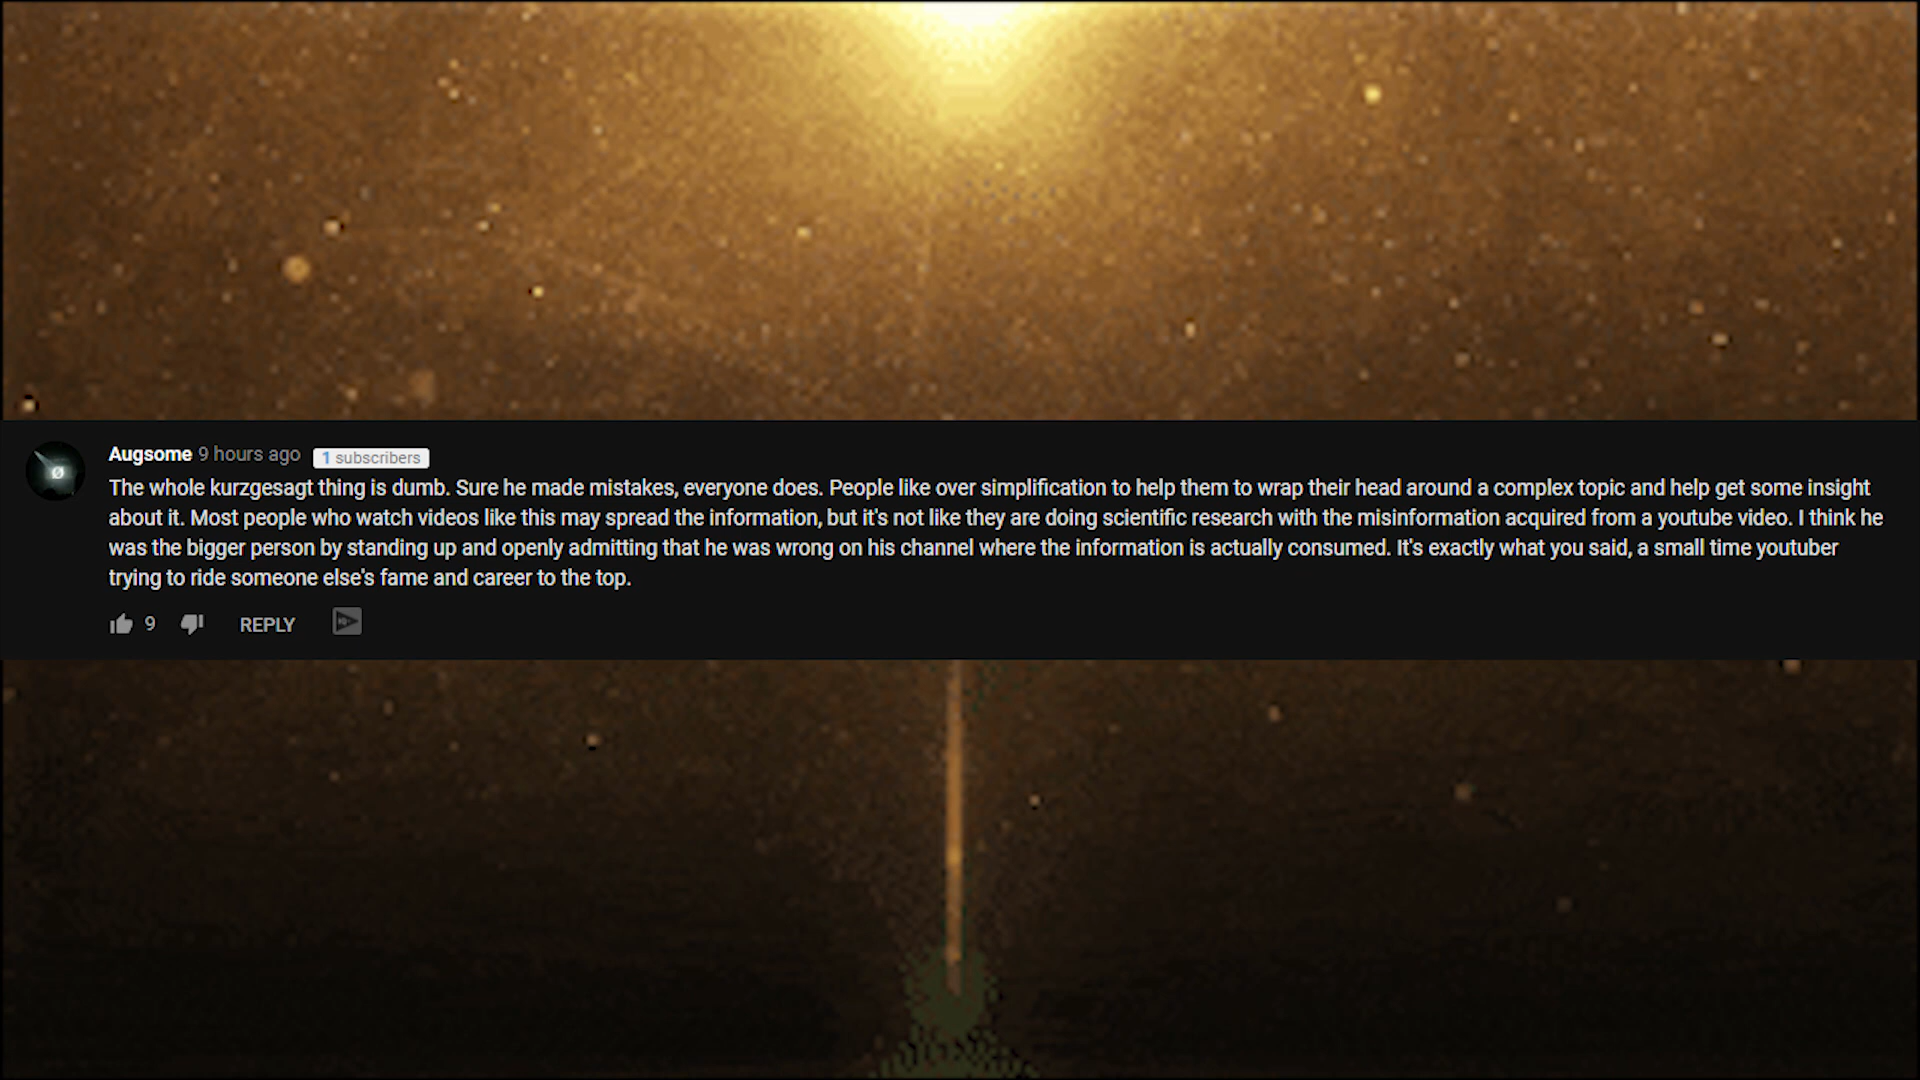 Augsome 9 hours ago 1 subscribers
The whole kurzgesagt thing is dumb. Sure he made mistakes, everyone does. People like over simplification to help them to wrap their head around a complex topic and help get some insight
about it. Most people who watch videos like this may spread the information, but it's not like they are doing scientific research with the misinformation acquired from a youtube video. I think he
was the bigger person by standing up and openly admitting that he was wrong on his channel where the information is actually consumed. It's exactly what you said, a small time youtuber
trying to ride someone else's fame and career to the top.
9 REPLY